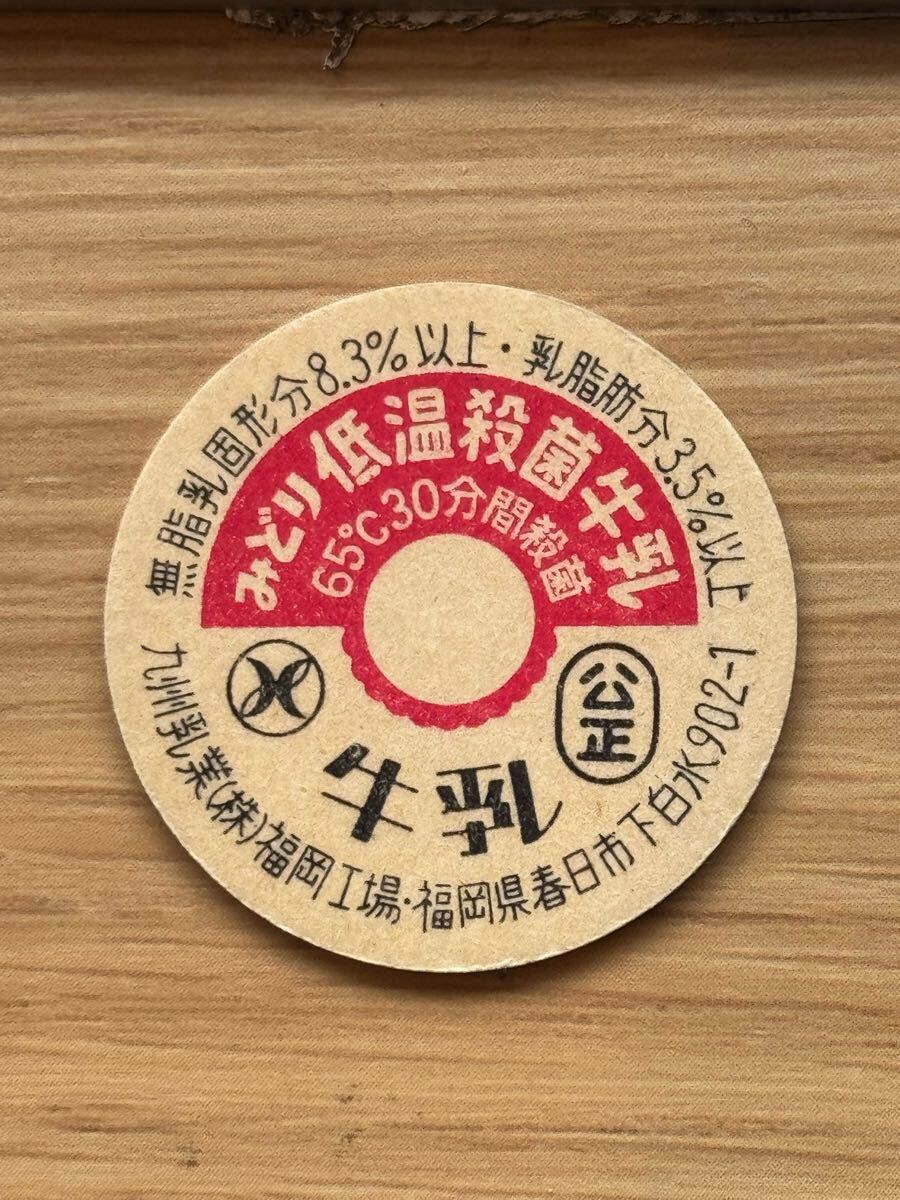 無脂乳固形分8.3%以上・乳脂肪分3.5%以上
みどり低温殺菌牛乳
65℃30分間殺菌
公正
九州乳業(株)福岡工場・福岡県春日市下白水902-1